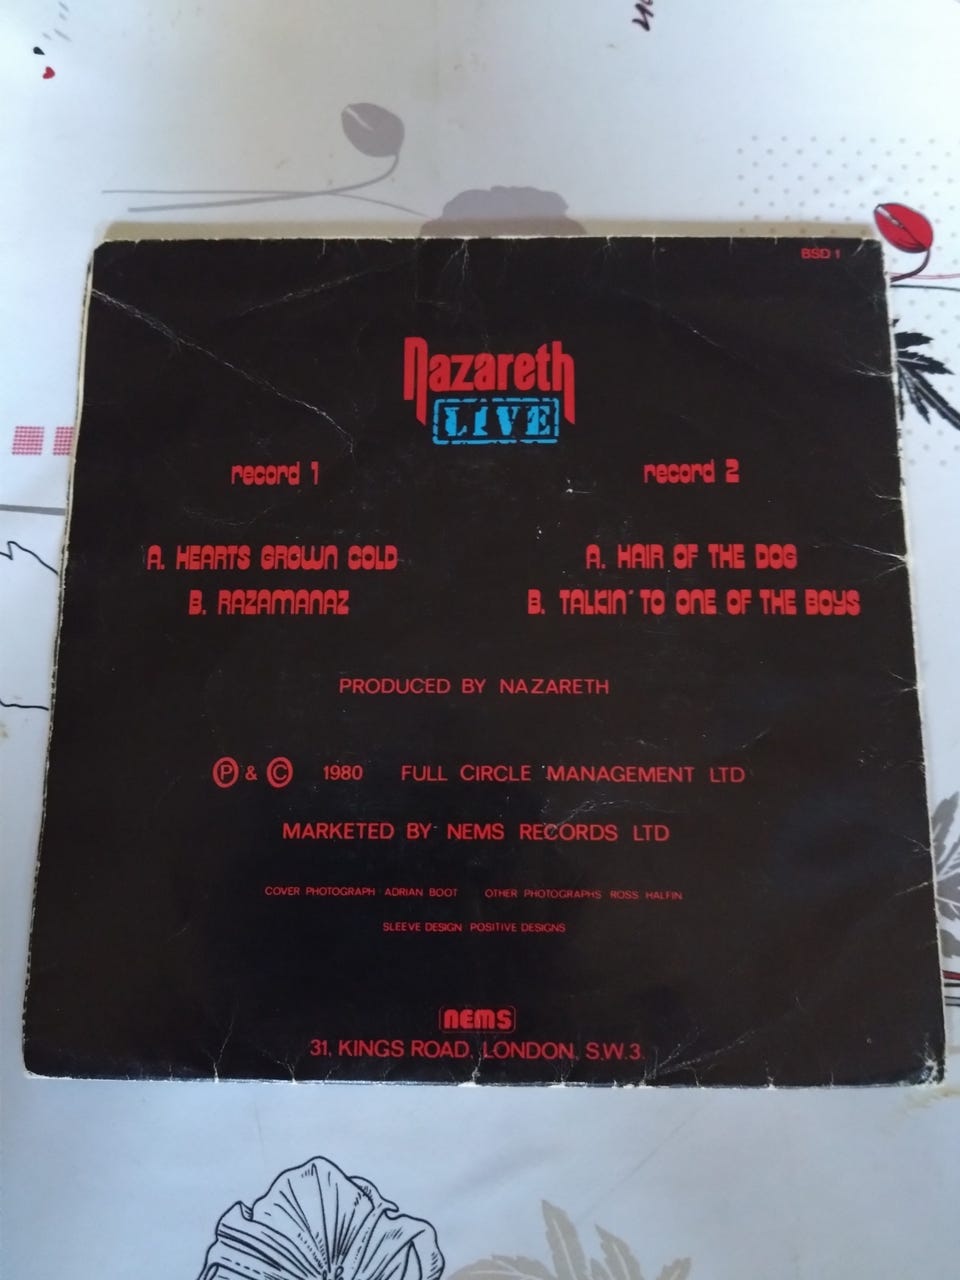 BSD 1
Nazareth
LIVE
record 1
A. HEARTS GROWN COLD
B. RAZAMANAZ
record 2
A. HAIR OF THE DOG
B. TALKIN' TO ONE OF THE BOYS
PRODUCED BY NAZARETH
℗ & © 1980 FULL CIRCLE MANAGEMENT LTD
MARKETED BY NEMS RECORDS LTD
COVER PHOTOGRAPH ADRIAN BOOT OTHER PHOTOGRAPHS ROSS HALFIN
SLEEVE DESIGN POSITIVE DESIGNS
nems
31, KINGS ROAD, LONDON, S.W.3.